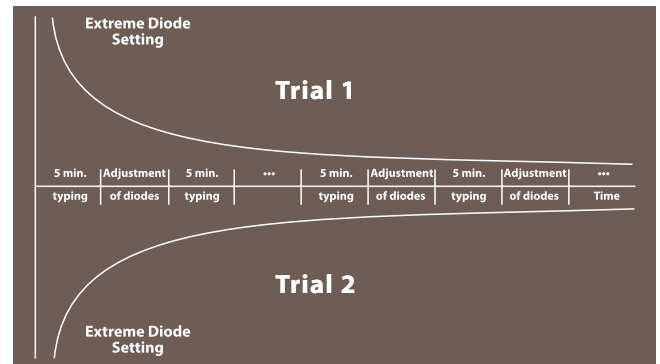 Extreme Diode
Setting
Trial 1
5 min. Adjustment 5 min. ••• 5 min. Adjustment 5 min. Adjustment •••
typing of diodes typing typing of diodes typing of diodes Time
Trial 2
Extreme Diode
Setting